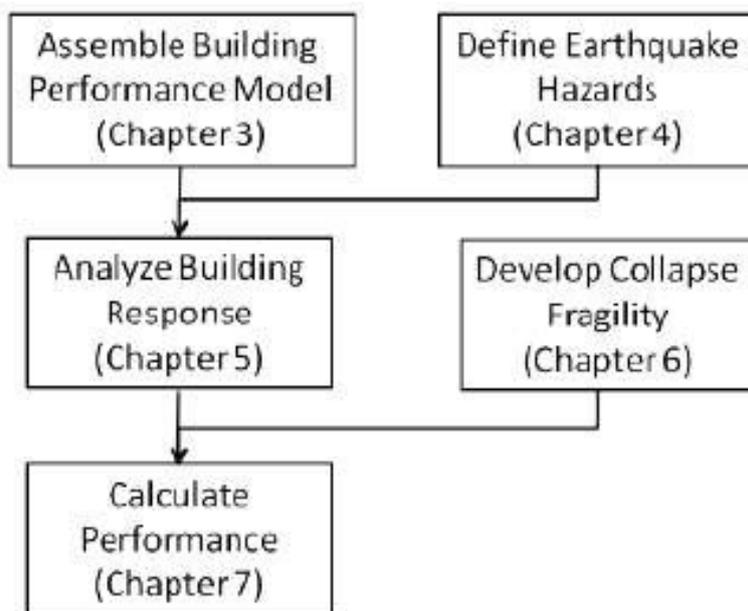 Assemble Building
Performance Model
(Chapter 3)
Define Earthquake
Hazards
(Chapter 4)
Analyze Building
Response
(Chapter 5)
Develop Collapse
Fragility
(Chapter 6)
Calculate
Performance
(Chapter 7)